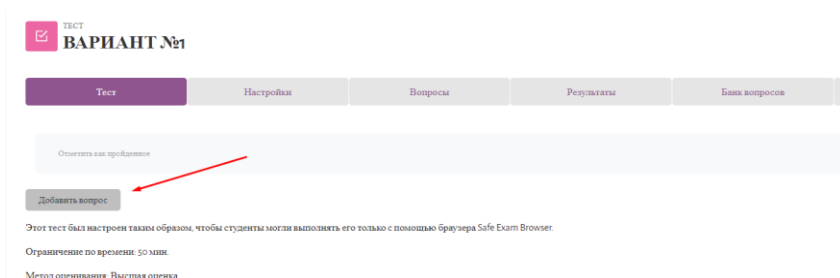 ТЕСТ
ВАРИАНТ №1
Тест Настройки Вопросы Результаты Банк вопросов
Отметить как пройденное
Добавить вопрос
Этот тест был настроен таким образом, чтобы студенты могли выполнять его только с помощью браузера Safe Exam Browser.
Ограничение по времени: 50 мин.
Метод оценивания: Высшая оценка